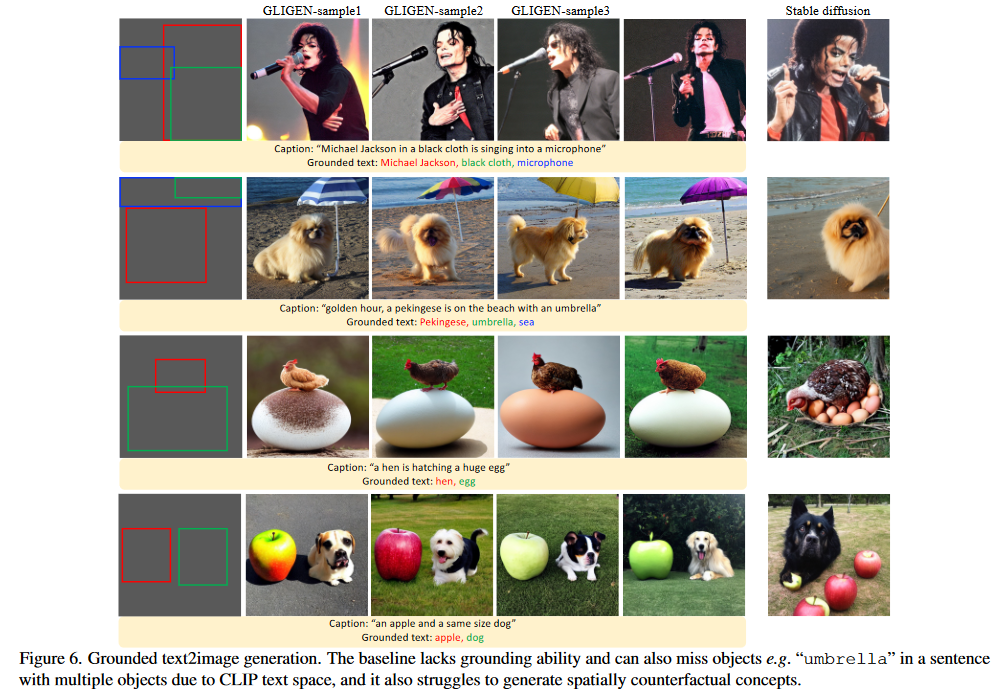 GLIGEN-sample1 GLIGEN-sample2 GLIGEN-sample3 Stable diffusion
Caption: “Michael Jackson in a black cloth is singing into a microphone”
Grounded text: Michael Jackson, black cloth, microphone
Caption: “golden hour, a pekingese is on the beach with an umbrella”
Grounded text: Pekingese, umbrella, sea
Caption: “a hen is hatching a huge egg”
Grounded text: hen, egg
Caption: “an apple and a same size dog”
Grounded text: apple, dog
Figure 6. Grounded text2image generation. The baseline lacks grounding ability and can also miss objects e.g. “umbrella” in a sentence
with multiple objects due to CLIP text space, and it also struggles to generate spatially counterfactual concepts.